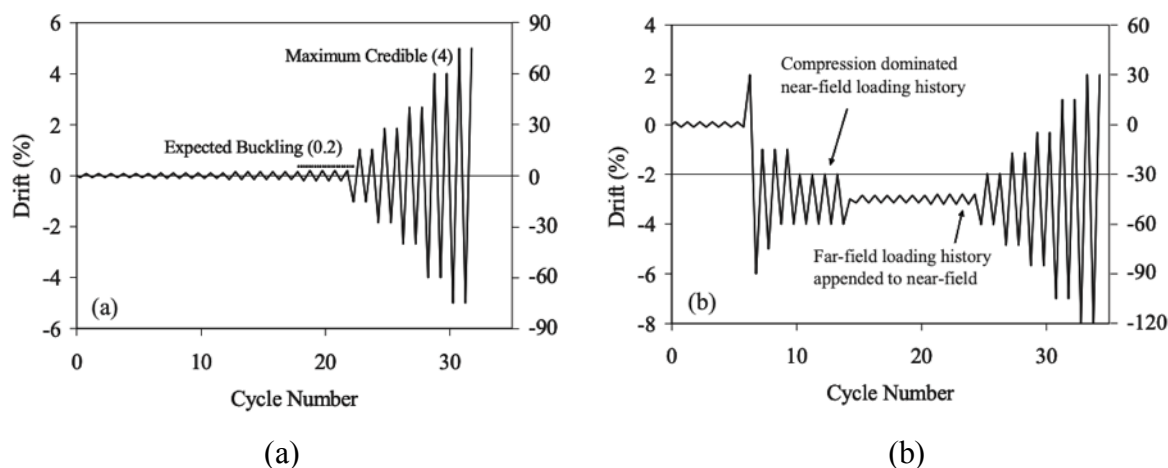 6
4
2
0
-2
-4
-6
Drift (%)
90
60
30
0
-30
-60
-90
Maximum Credible (4)
Expected Buckling (0.2)
(a)
0
10
20
30
Cycle Number
(a)
4
2
0
-2
-4
-6
-8
Drift (%)
60
30
0
-30
-60
-90
-120
Compression dominated
near-field loading history
Far-field loading history
appended to near-field
(b)
0
10
20
30
Cycle Number
(b)